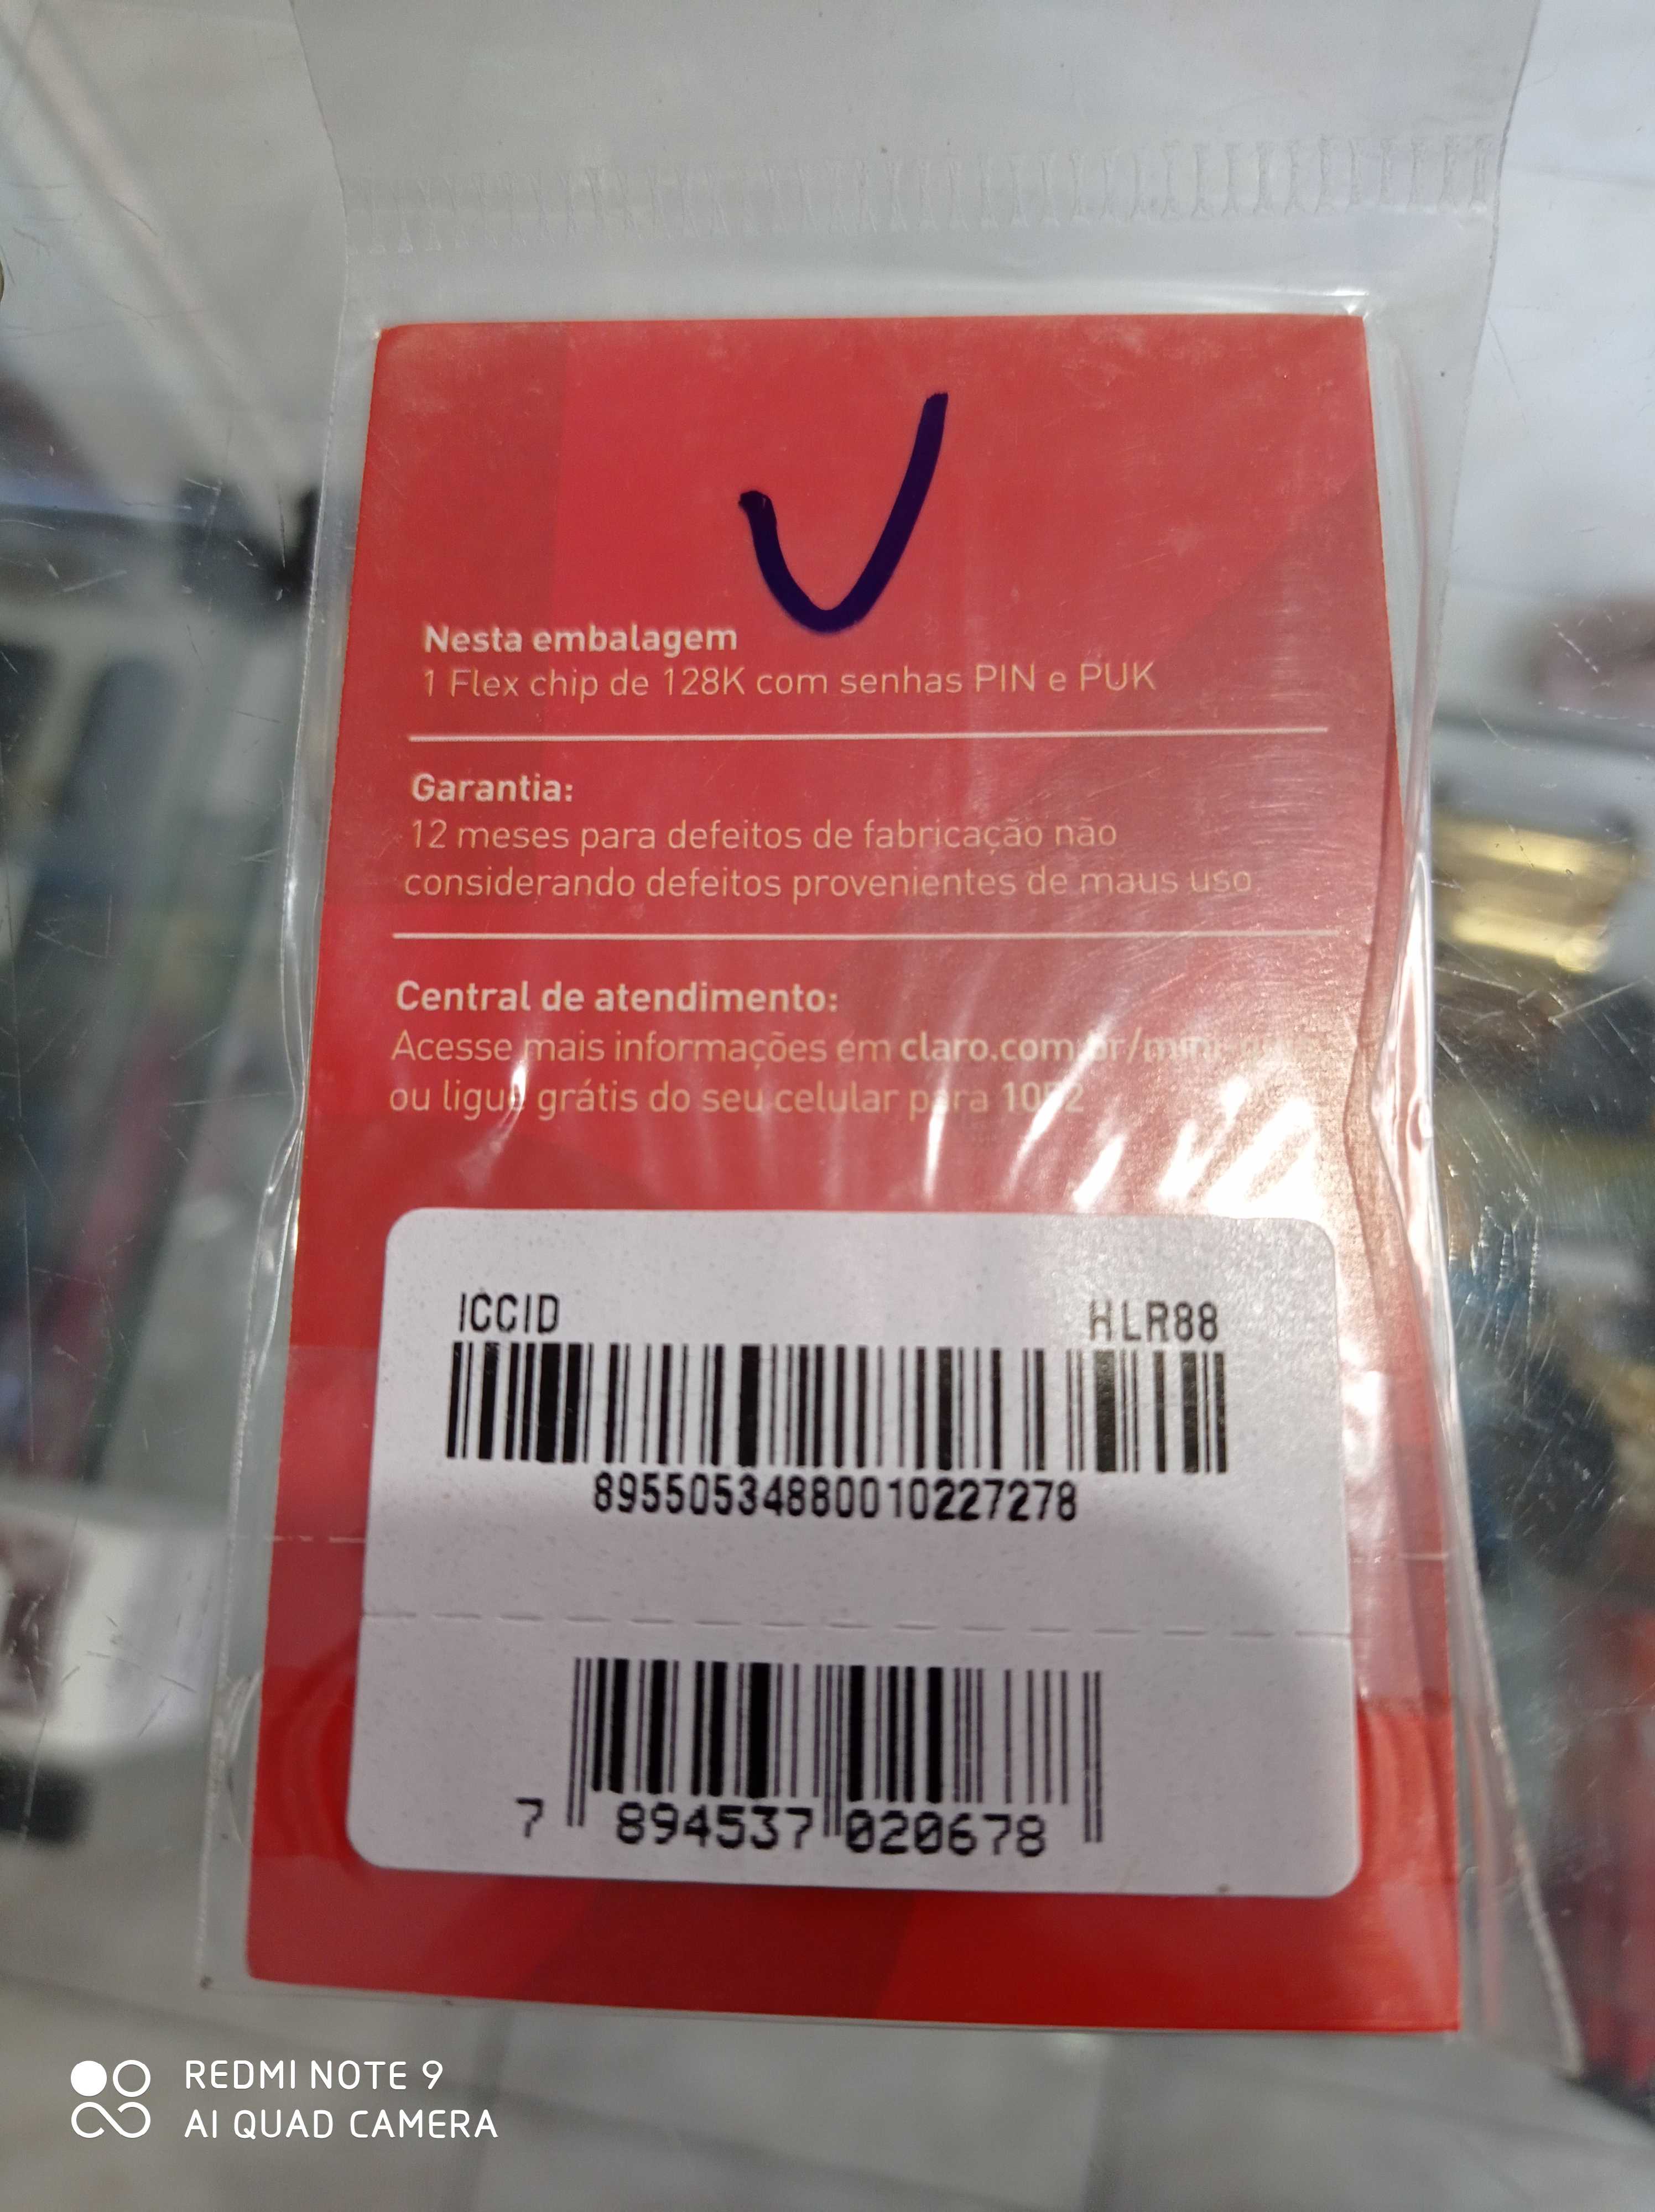 Nesta embalagem
1 Flex chip de 128K com senhas PIN e PUK
Garantia:
12 meses para defeitos de fabricação não
considerando defeitos provenientes de maus uso.
Central de atendimento:
Acesse mais informações em
ou ligue grátis do seu celular para
ICCID HLR88
89550534880010227278
7 894537 020678
REDMI NOTE 9
AI QUAD CAMERA